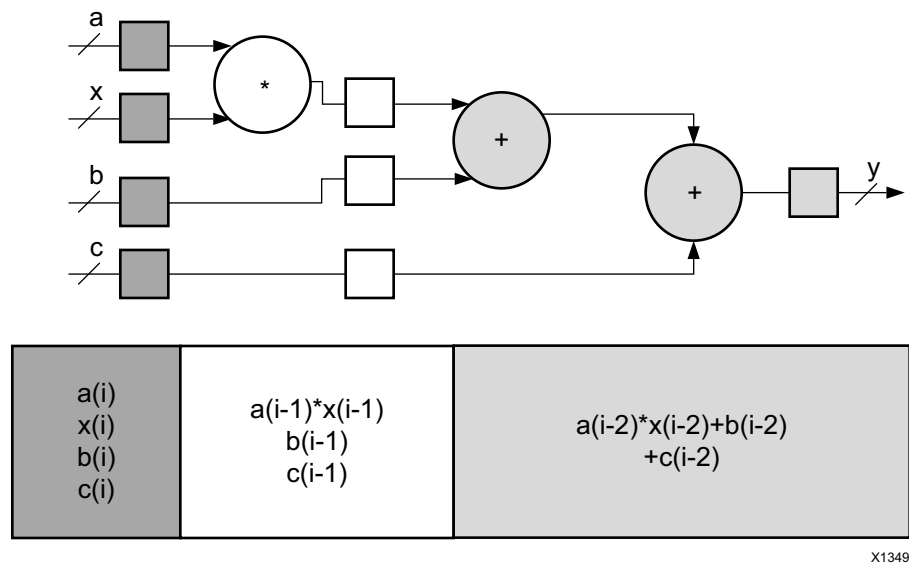 a
x
*
b
+
c
+
y
a(i)
x(i)
b(i)
c(i)
a(i-1)*x(i-1)
b(i-1)
c(i-1)
a(i-2)*x(i-2)+b(i-2)
+c(i-2)
X1349